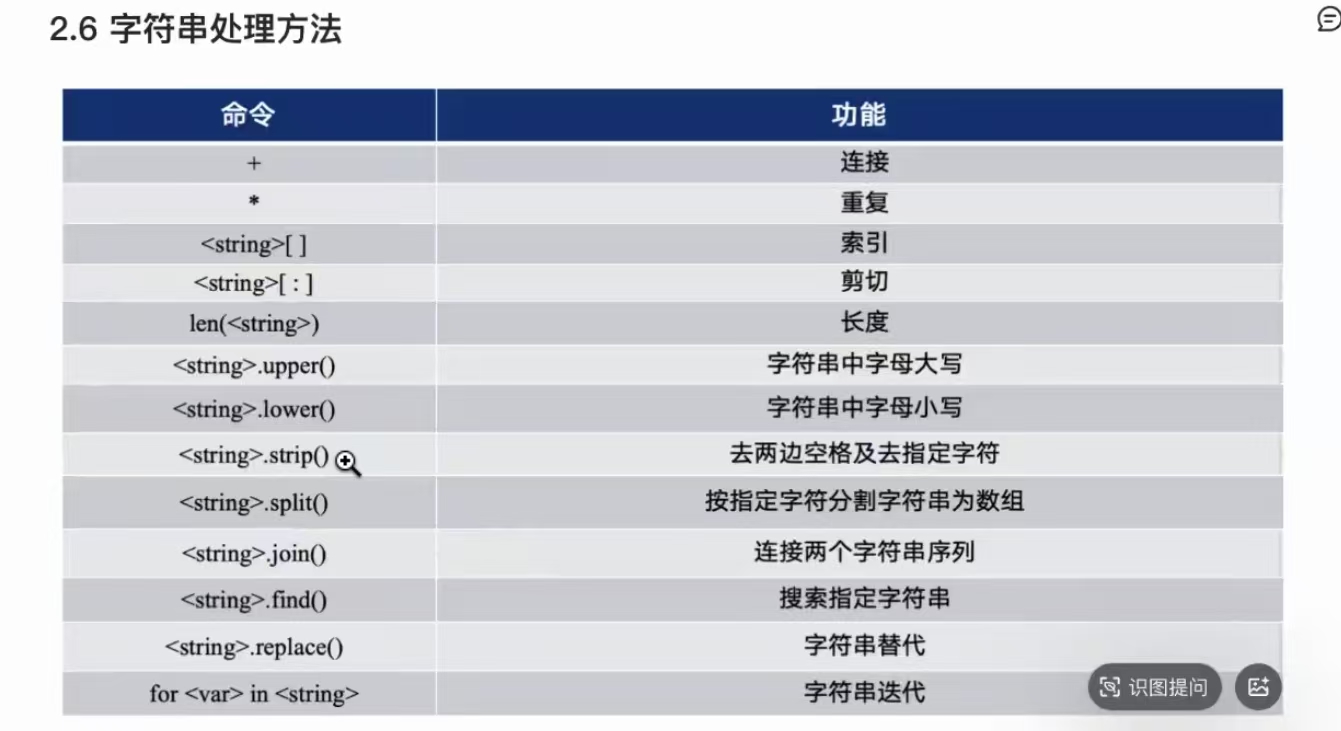 2.6 字符串处理方法
命令 功能
+ 连接
* 重复
<string>[ ] 索引
<string>[ : ] 剪切
len(<string>) 长度
<string>.upper() 字符串中字母大写
<string>.lower() 字符串中字母小写
<string>.strip() 去两边空格及去指定字符
<string>.split() 按指定字符分割字符串为数组
<string>.join() 连接两个字符串序列
<string>.find() 搜索指定字符串
<string>.replace() 字符串替代
for <var> in <string> 字符串迭代
识图提问